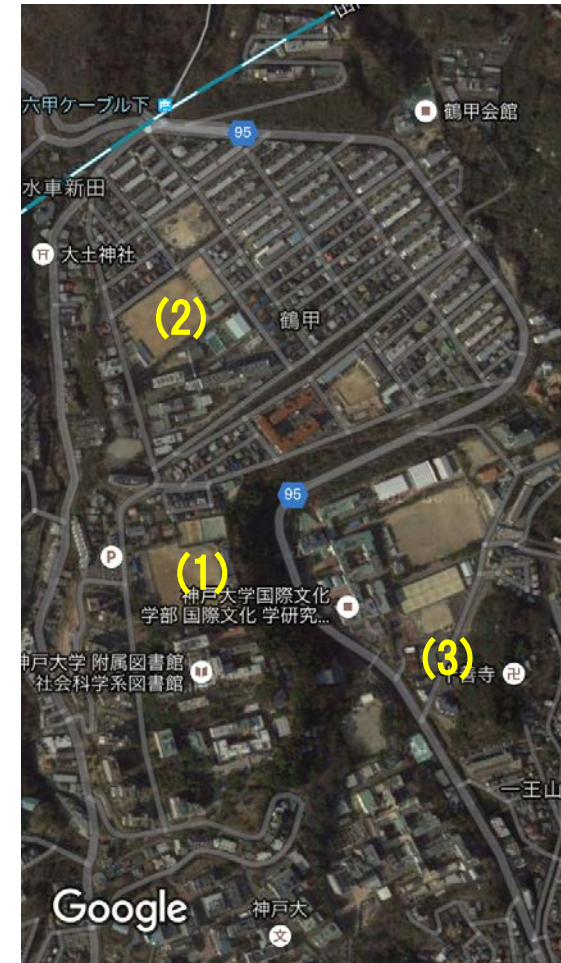 六甲ケーブル下
95
鶴甲会館
水車新田
大土神社
(2)
鶴甲
95
P
(1)
神戸大学国際文化
学部 国際文化 学研究...
神戸大学 附属図書館
社会科学系図書館
(3)
善寺
一王山
Google
神戸大
文